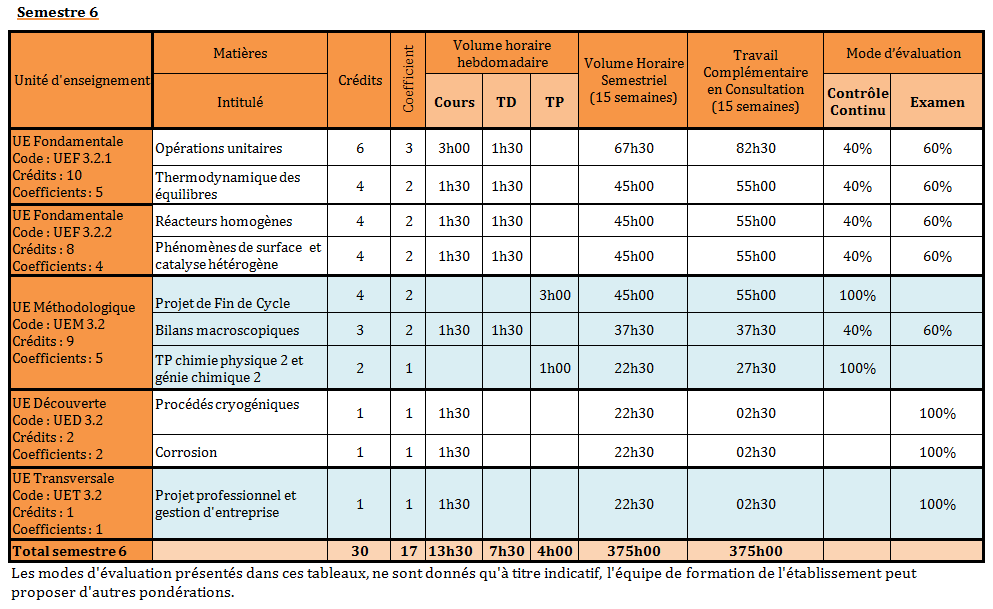 Semestre 6
Unité d'enseignement
Matières
Intitulé
Crédits
Coefficient
Volume horaire
hebdomadaire
Cours
TD
TP
Volume Horaire
Semestriel
(15 semaines)
Travail
Complémentaire
en Consultation
(15 semaines)
Mode d'évaluation
Contrôle
Continu
Examen
UE Fondamentale
Code : UEF 3.2.1
Crédits : 10
Coefficients : 5
Opérations unitaires 6 3 3h00 1h30 67h30 82h30 40% 60%
Thermodynamique des
équilibres 4 2 1h30 1h30 45h00 55h00 40% 60%
UE Fondamentale
Code : UEF 3.2.2
Crédits : 8
Coefficients : 4
Réacteurs homogènes 4 2 1h30 1h30 45h00 55h00 40% 60%
Phénomènes de surface et
catalyse hétérogène 4 2 1h30 1h30 45h00 55h00 40% 60%
UE Méthodologique
Code : UEM 3.2
Crédits : 9
Coefficients : 5
Projet de Fin de Cycle 4 2 3h00 45h00 55h00 100%
Bilans macroscopiques 3 2 1h30 1h30 37h30 37h30 40% 60%
TP chimie physique 2 et
génie chimique 2 2 1 1h00 22h30 27h30 100%
UE Découverte
Code : UED 3.2
Crédits : 2
Coefficients : 2
Procédés cryogéniques 1 1 1h30 22h30 02h30 100%
Corrosion 1 1 1h30 22h30 02h30 100%
UE Transversale
Code : UET 3.2
Crédits : 1
Coefficients : 1
Projet professionnel et
gestion d'entreprise 1 1 1h30 22h30 02h30 100%
Total semestre 6 30 17 13h30 7h30 4h00 375h00 375h00
Les modes d'évaluation présentés dans ces tableaux, ne sont donnés qu'à titre indicatif, l'équipe de formation de l'établissement peut
proposer d'autres pondérations.